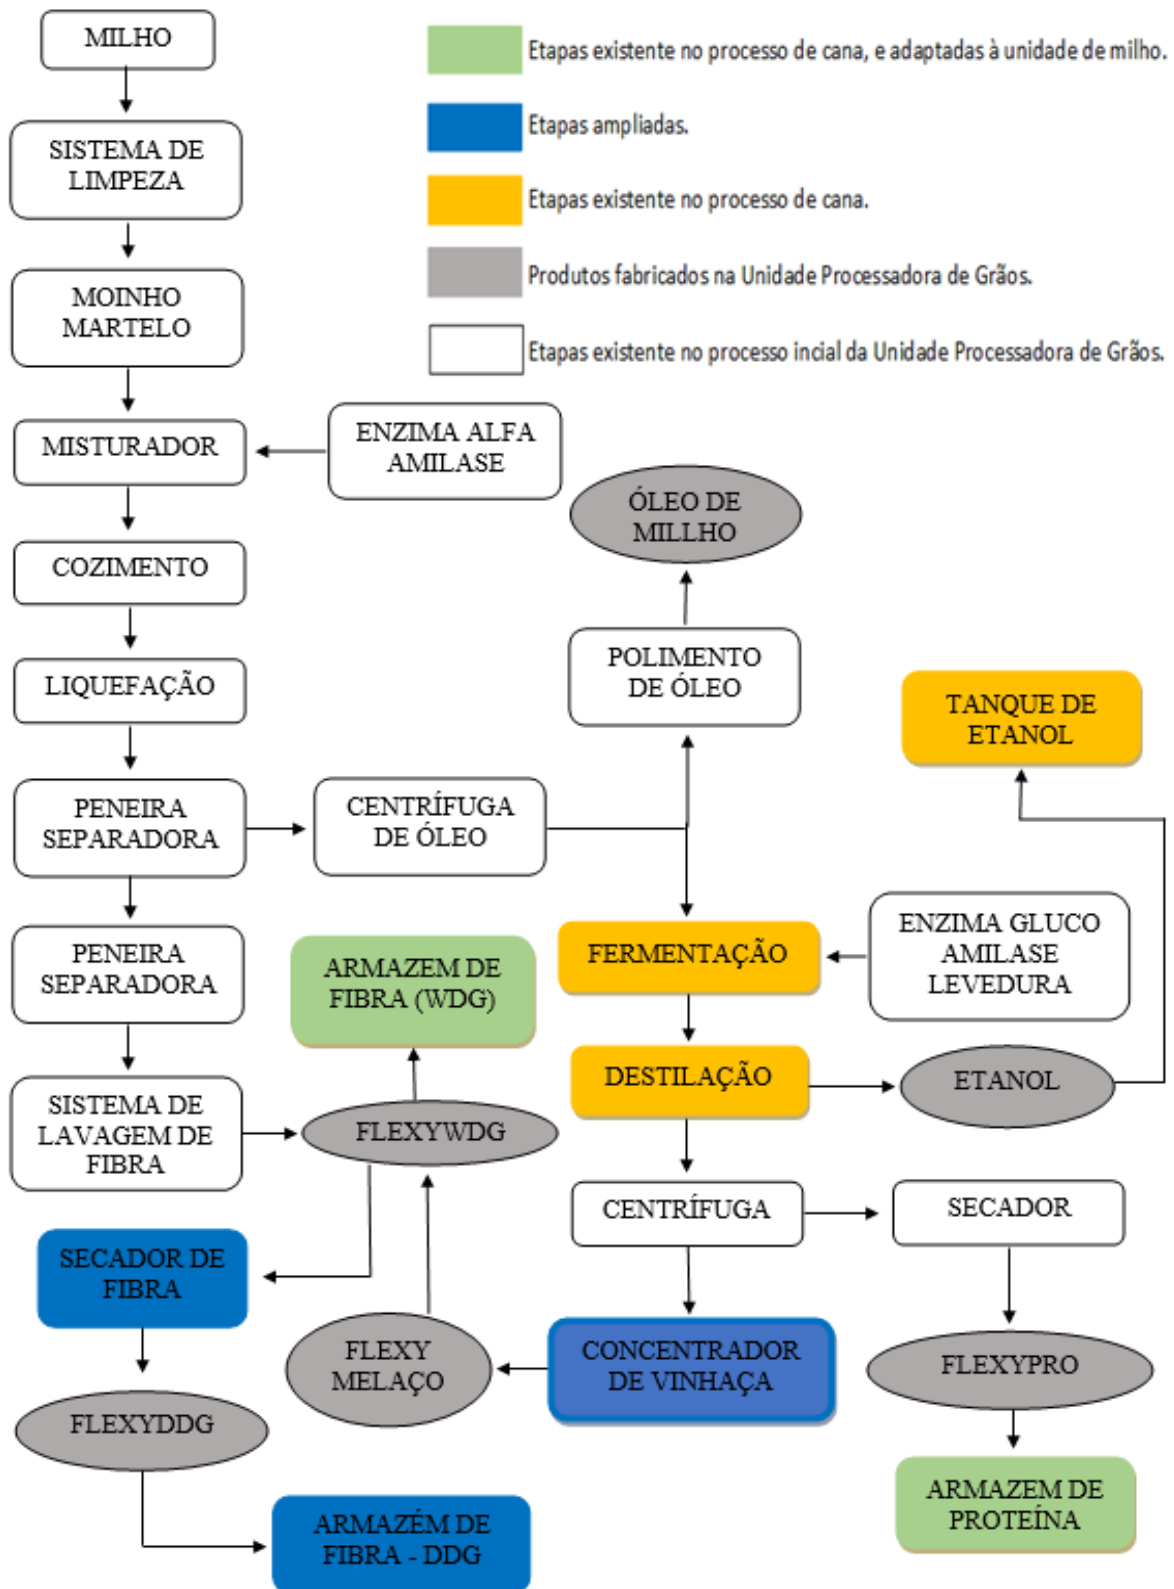 MILHO
Etapas existente no processo de cana, e adaptadas à unidade de milho.
Etapas ampliadas.
SISTEMA DE
LIMPEZA
Etapas existente no processo de cana.
Produtos fabricados na Unidade Processadora de Grãos.
MOINHO
MARTELO
Etapas existente no processo incial da Unidade Processadora de Grãos.
MISTURADOR
ENZIMA ALFA
AMILASE
ÓLEO DE
MILLHO
COZIMENTO
LIQUEFAÇÃO
POLIMENTO
DE ÓLEO
TANQUE DE
ETANOL
PENEIRA
SEPARADORA
CENTRÍFUGA
DE ÓLEO
PENEIRA
SEPARADORA
ARMAZEM DE
FIBRA (WDG)
FERMENTAÇÃO
ENZIMA GLUCO
AMILASE
LEVEDURA
DESTILAÇÃO
ETANOL
SISTEMA DE
LAVAGEM DE
FIBRA
FLEXYWDG
CENTRÍFUGA
SECADOR
SECADOR DE
FIBRA
FLEXY
MELAÇO
CONCENTRADOR
DE VINHAÇA
FLEXYPRO
FLEXYDDG
ARMAZEM DE
PROTEÍNA
ARMAZÉM DE
FIBRA - DDG